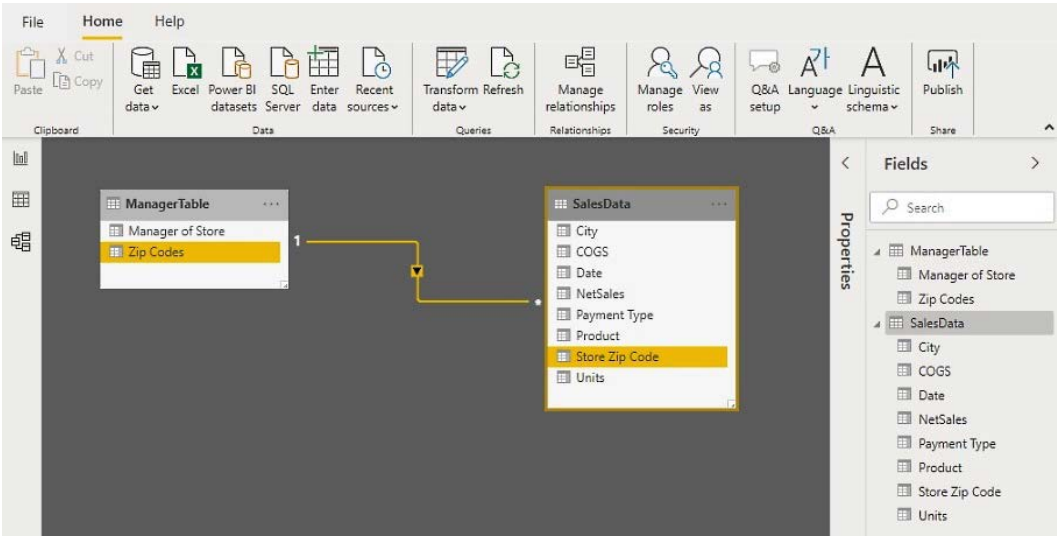 File Home Help
Paste Cut Copy
Get data Excel Power BI datasets SQL Server Enter data Recent sources Transform data Refresh Manage relationships Manage roles View as Q&A setup Language Linguistic schema Publish
Clipboard Data Queries Relationships Security Q&A Share
ManagerTable
Manager of Store
Zip Codes
1
*
SalesData
City
COGS
Date
NetSales
Payment Type
Product
Store Zip Code
Units
Properties
Fields
Search
ManagerTable
Manager of Store
Zip Codes
SalesData
City
COGS
Date
NetSales
Payment Type
Product
Store Zip Code
Units